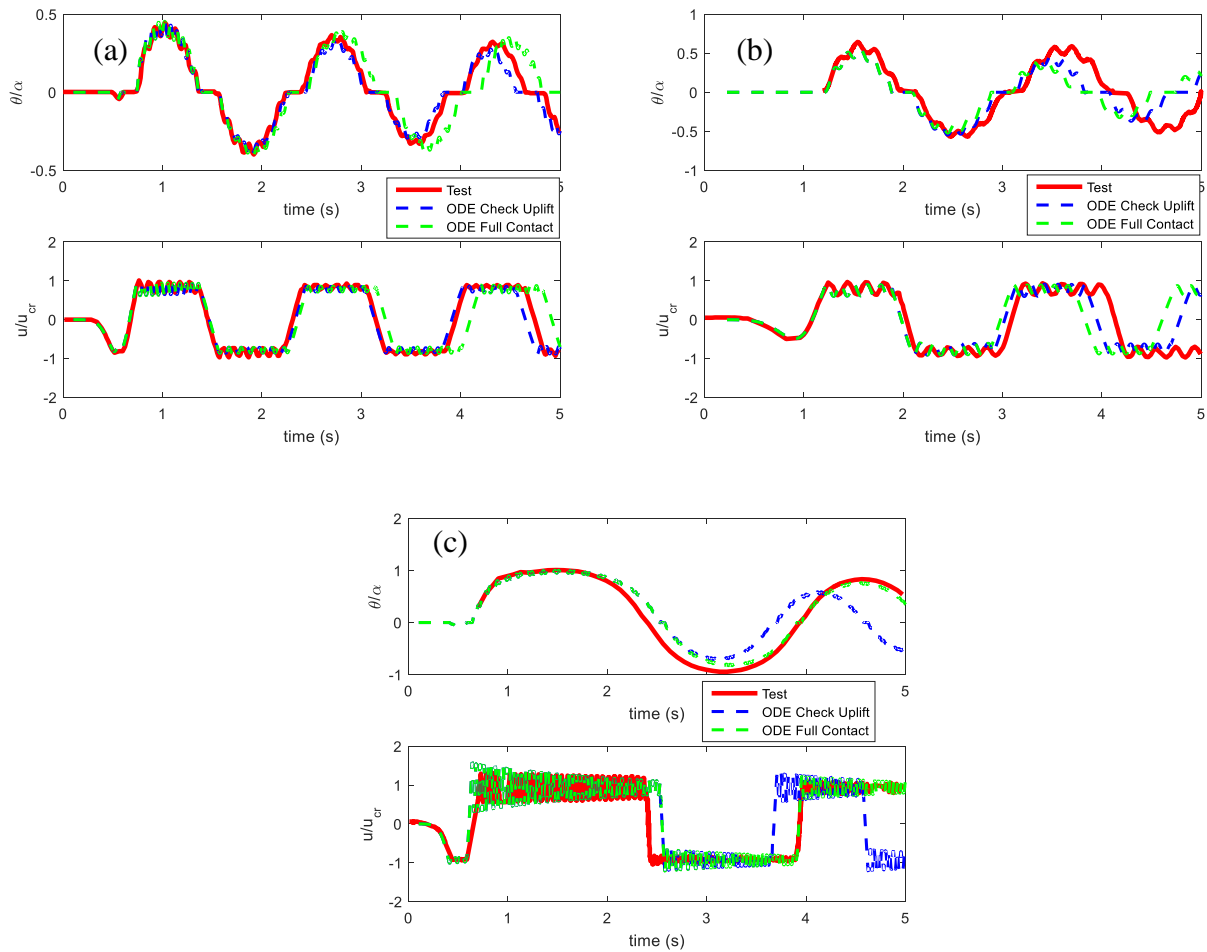 (a)
0.5
0
-0.5
θ/α
0 1 2 3 4 5
time (s)
Test
ODE Check Uplift
ODE Full Contact
2
1
0
-1
-2
u/ucr
0 1 2 3 4 5
time (s)
(b)
1
0.5
0
-0.5
-1
θ/α
0 1 2 3 4 5
time (s)
Test
ODE Check Uplift
ODE Full Contact
2
1
0
-1
-2
u/ucr
0 1 2 3 4 5
time (s)
(c)
2
1
0
-1
θ/α
0 1 2 3 4 5
time (s)
Test
ODE Check Uplift
ODE Full Contact
2
1
0
-1
-2
u/ucr
0 1 2 3 4 5
time (s)